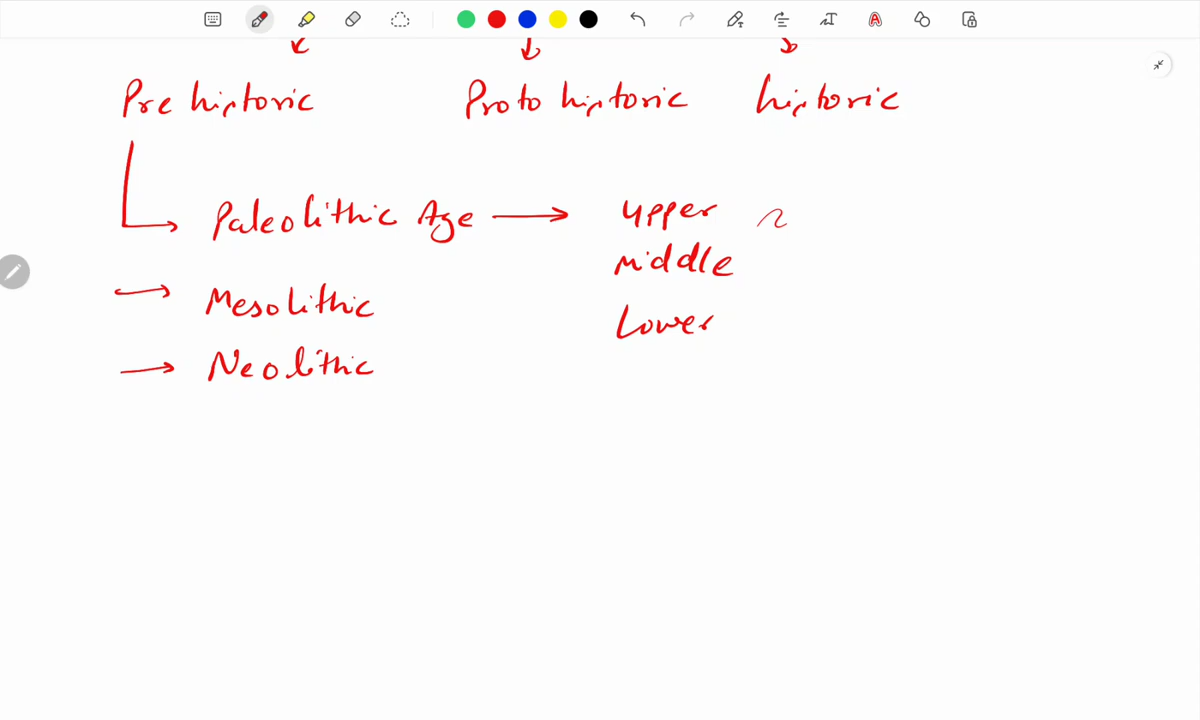 Pre historic Proto historic historic
Paleolithic Age → upper
middle
Mesolithic
Lower
→ Neolithic